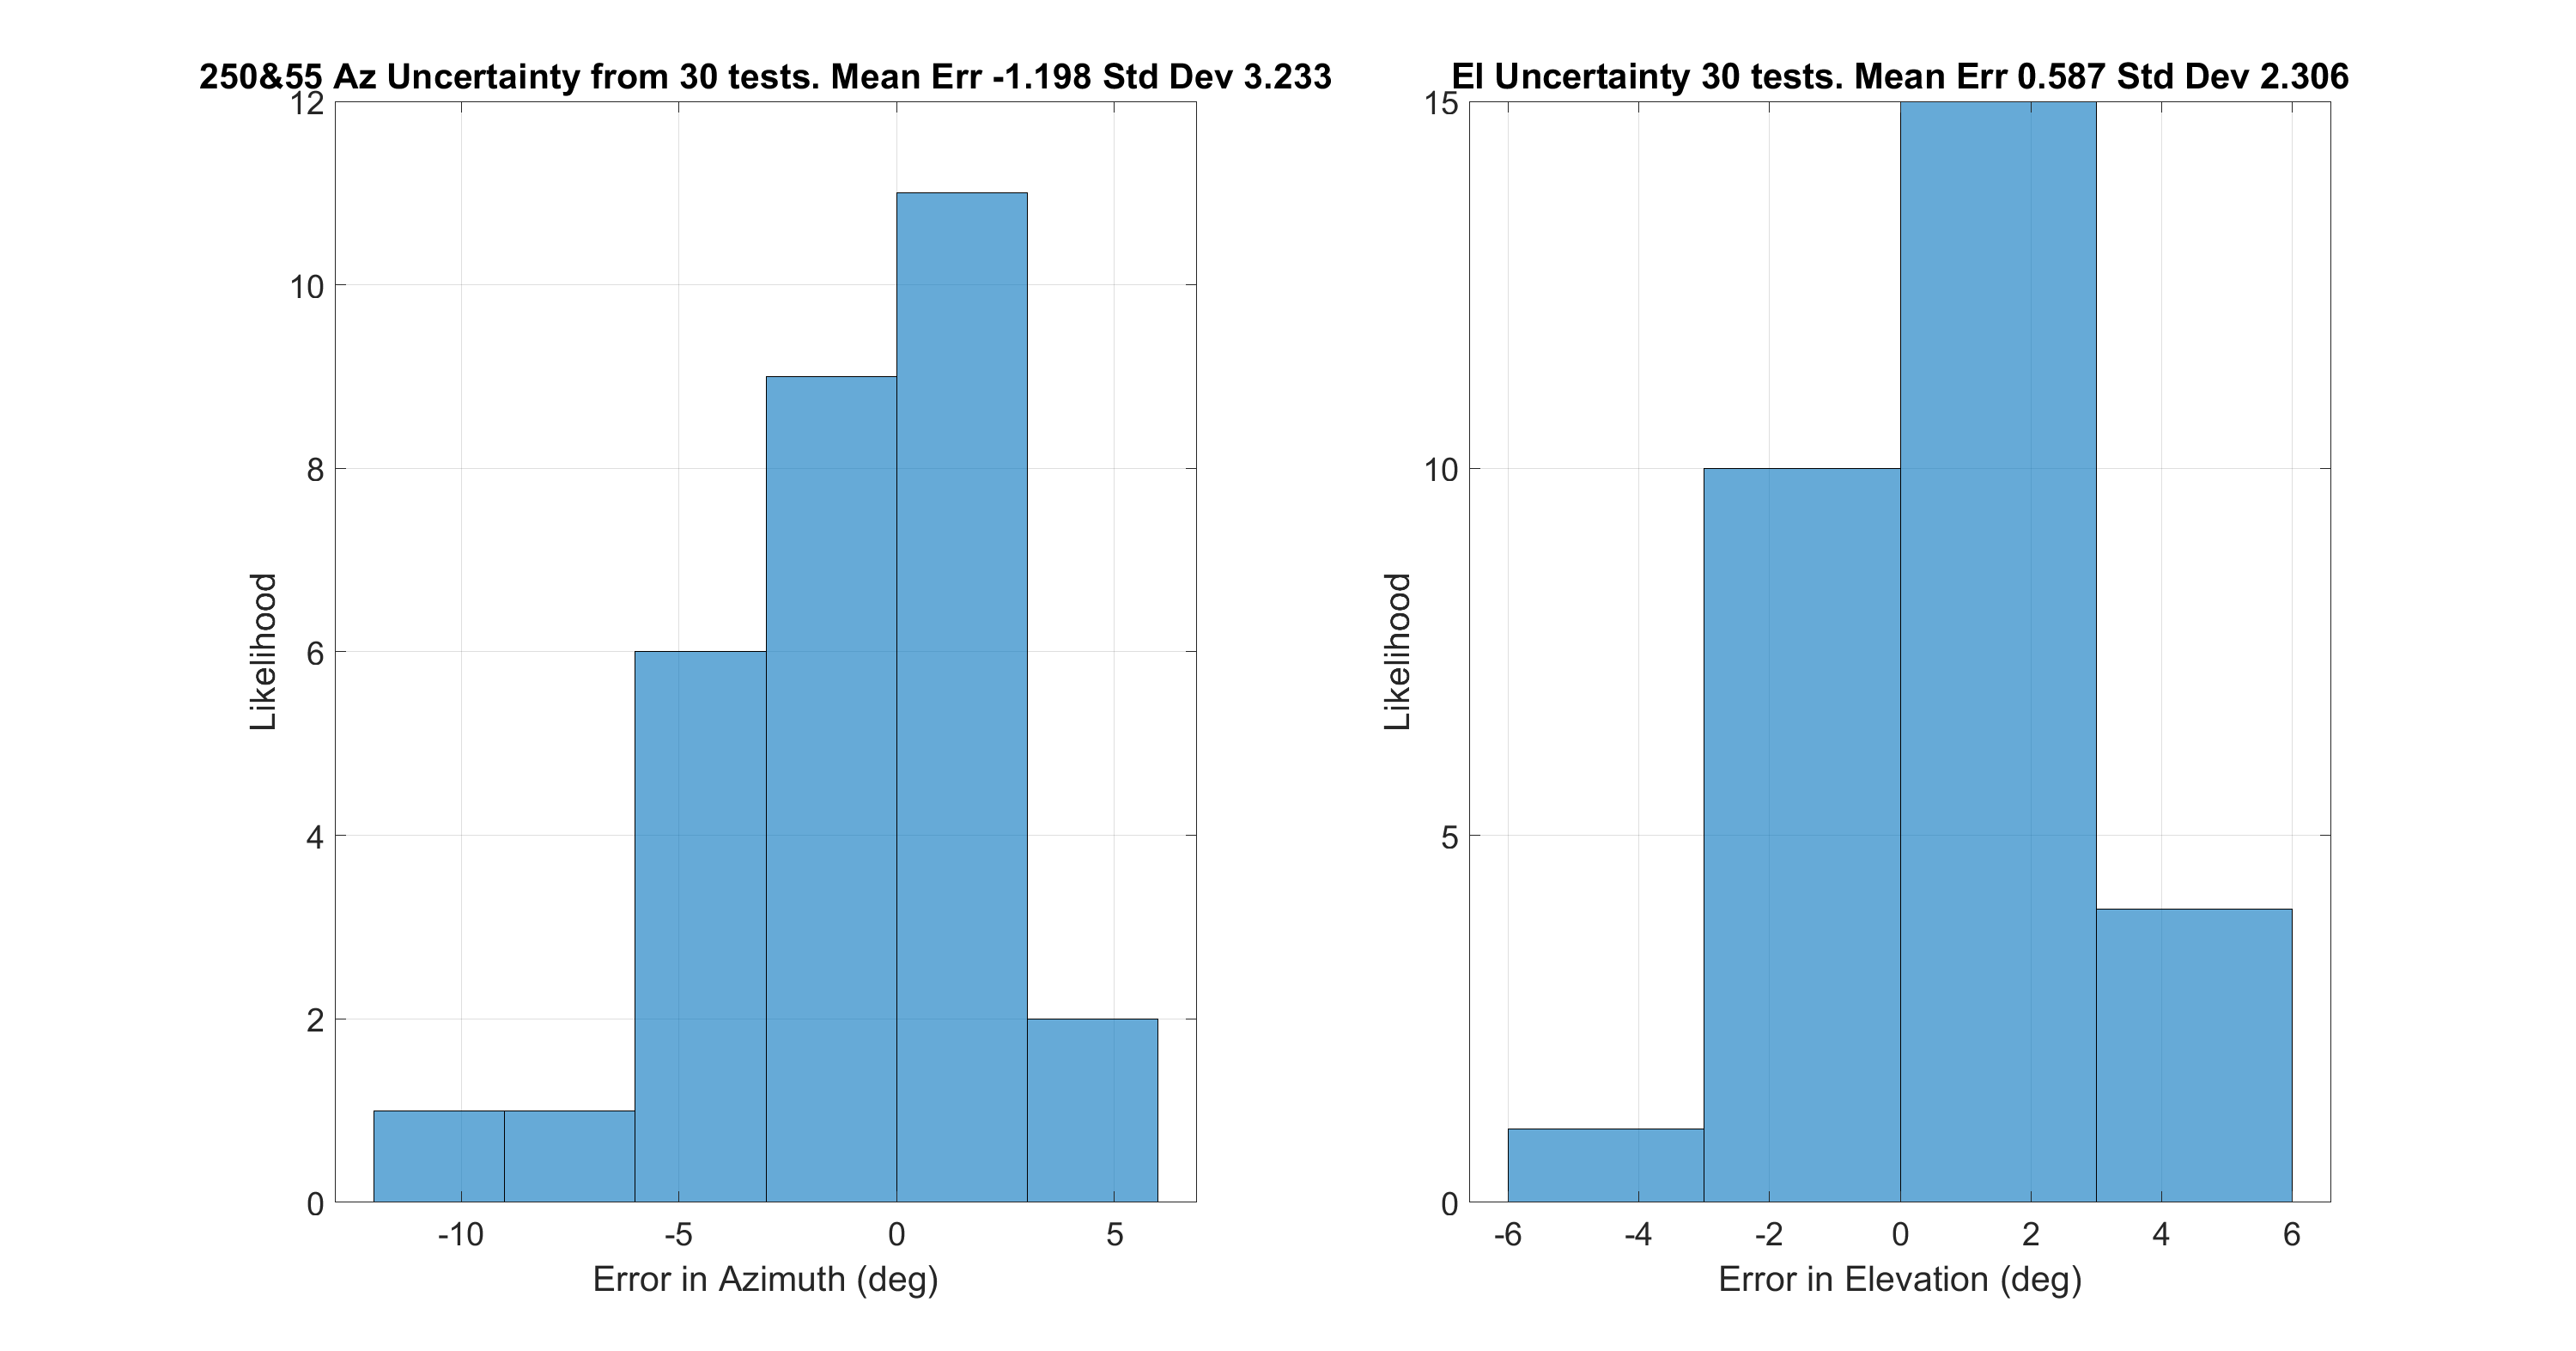 250&55 Az Uncertainty from 30 tests. Mean Err -1.198 Std Dev 3.233
12
10
8
6
4
2
0
Likelihood
-10 -5 0 5
Error in Azimuth (deg)
El Uncertainty 30 tests. Mean Err 0.587 Std Dev 2.306
15
10
5
0
Likelihood
-6 -4 -2 0 2 4 6
Error in Elevation (deg)